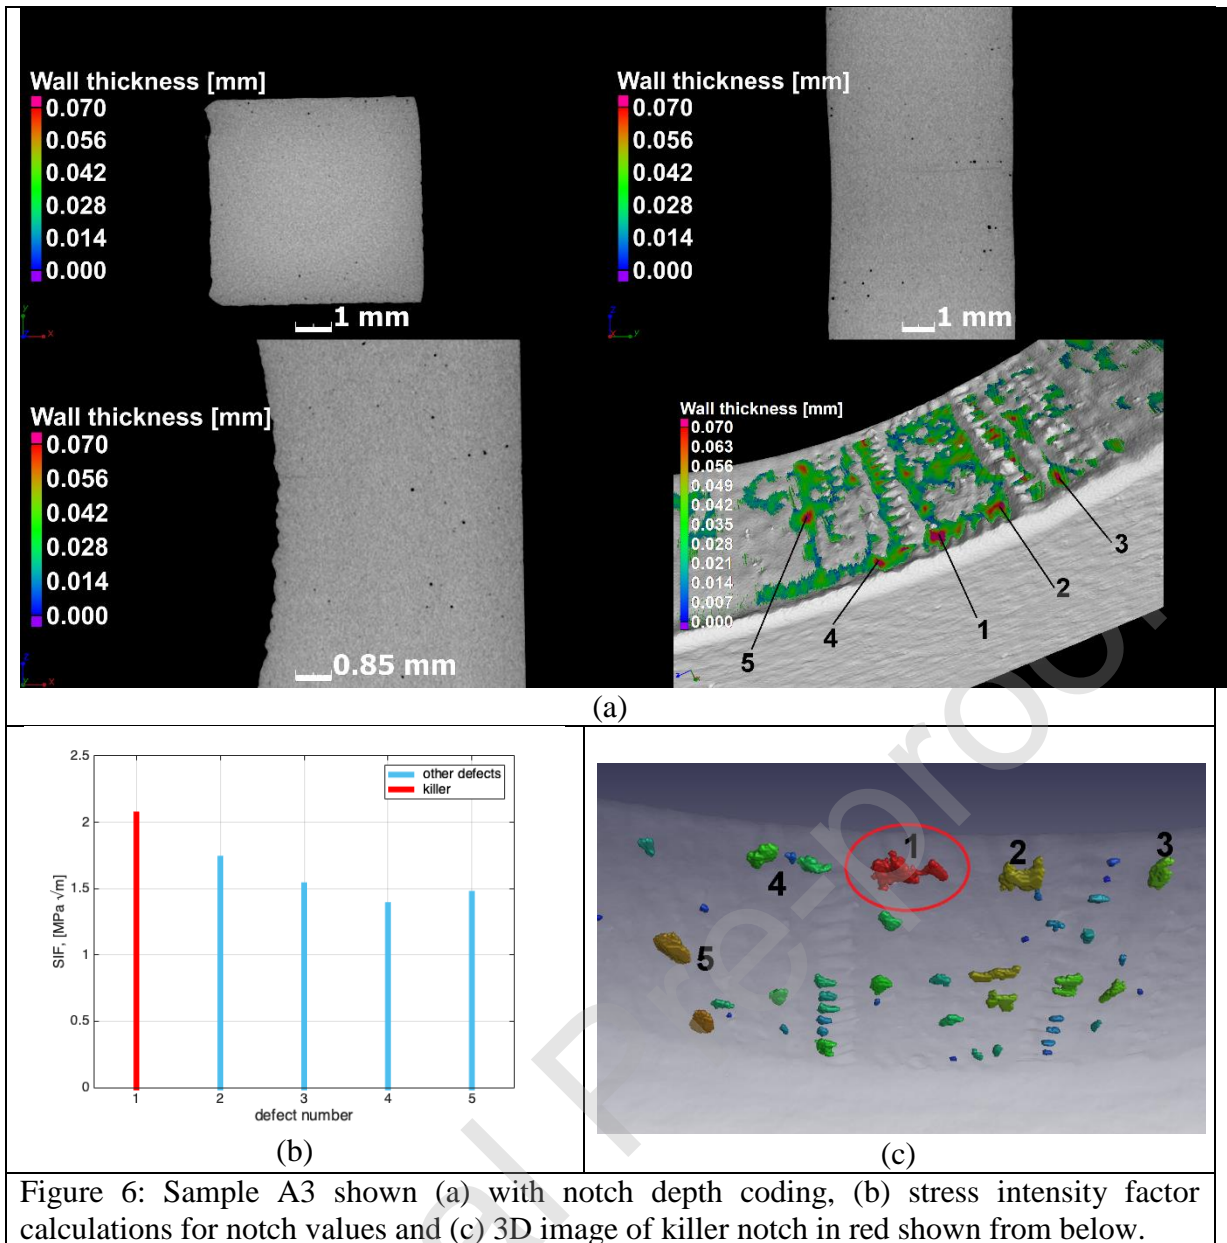 Wall thickness [mm]
0.070
0.056
0.042
0.028
0.014
0.000
1 mm
Wall thickness [mm]
0.070
0.056
0.042
0.028
0.014
0.000
1 mm
Wall thickness [mm]
0.070
0.056
0.042
0.028
0.014
0.000
0.85 mm
Wall thickness [mm]
0.070
0.063
0.056
0.049
0.042
0.035
0.028
0.021
0.014
0.007
0.000
3
2
1
4
5
(a)
2.5
2
1.5
1
0.5
0
SIF, [MPa √m]
other defects
killer
1 2 3 4 5
defect number
(b)
1
2
3
4
5
(c)
Figure 6: Sample A3 shown (a) with notch depth coding, (b) stress intensity factor
calculations for notch values and (c) 3D image of killer notch in red shown from below.